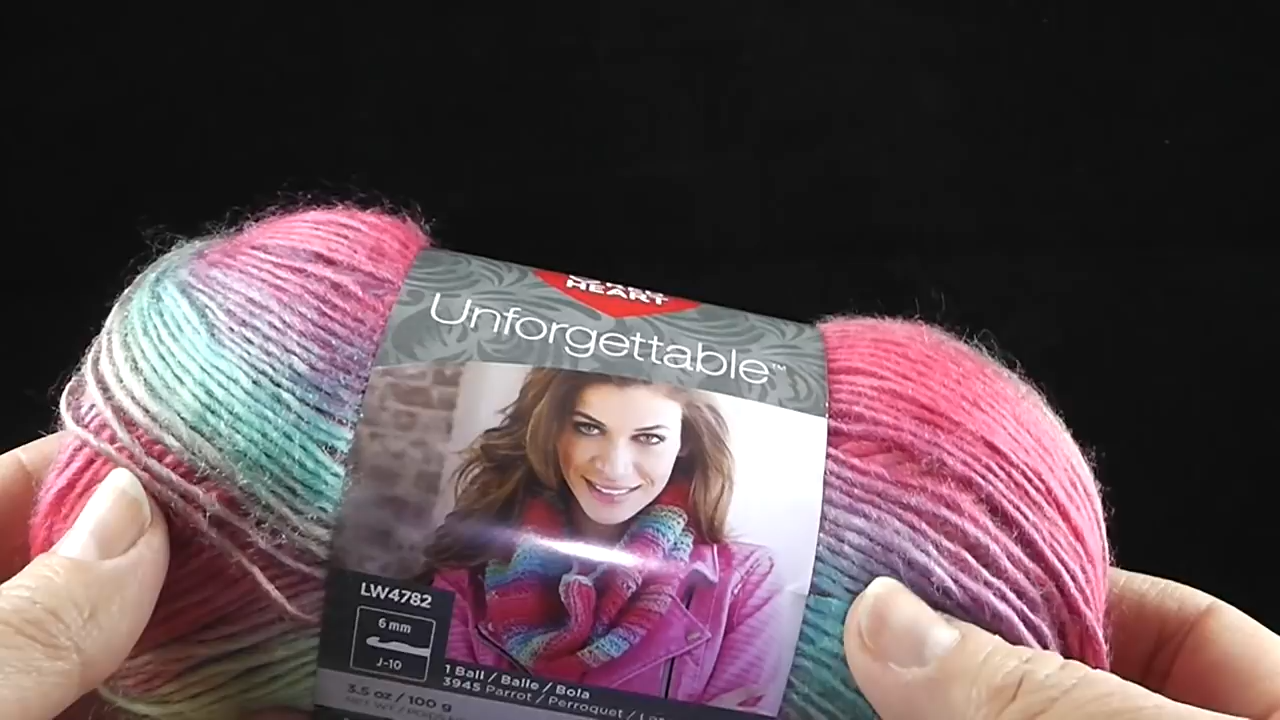 HEART
Unforgettable™
LW4782
6 mm
J-10
1 Ball / Balle / Bola
3945 Parrot / Perroquet /
3.5 oz / 100 g